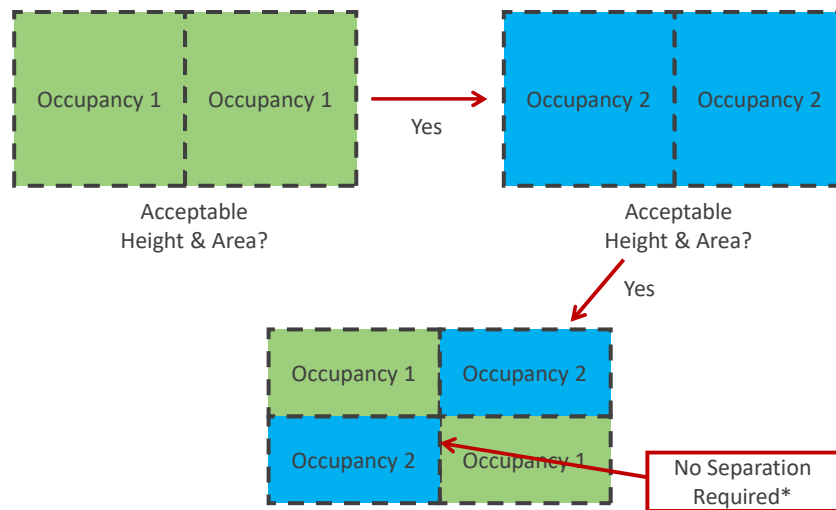 Occupancy 1
Occupancy 1
Yes
Occupancy 2
Occupancy 2
Acceptable
Height & Area?
Acceptable
Height & Area?
Yes
Occupancy 1
Occupancy 2
Occupancy 2
Occupancy 1
No Separation
Required*